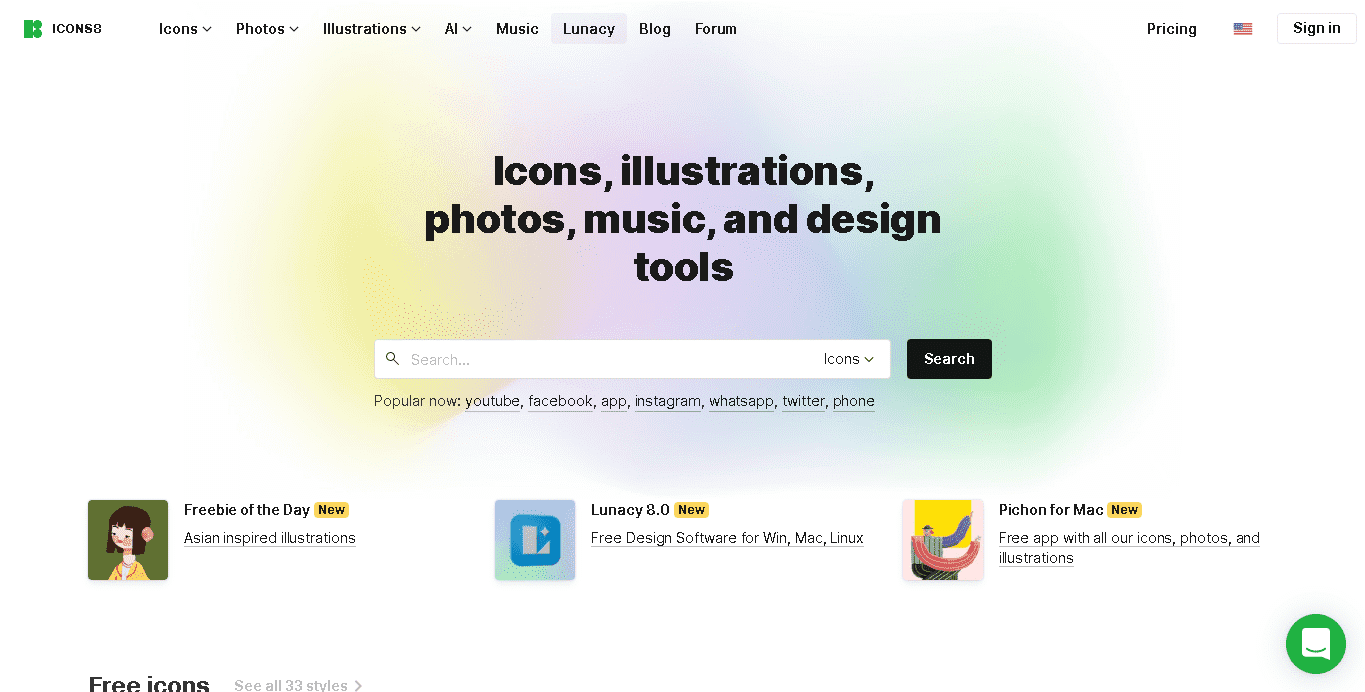 ICONS8
Icons Photos Illustrations AI Music Lunacy Blog Forum Pricing Sign in
Icons, illustrations,
photos, music, and design
tools
Search... Icons Search
Popular now: youtube, facebook, app, instagram, whatsapp, twitter, phone
Freebie of the Day New
Asian inspired illustrations
Lunacy 8.0 New
Free Design Software for Win, Mac, Linux
Pichon for Mac New
Free app with all our icons, photos, and
illustrations
Free icons See all 33 styles